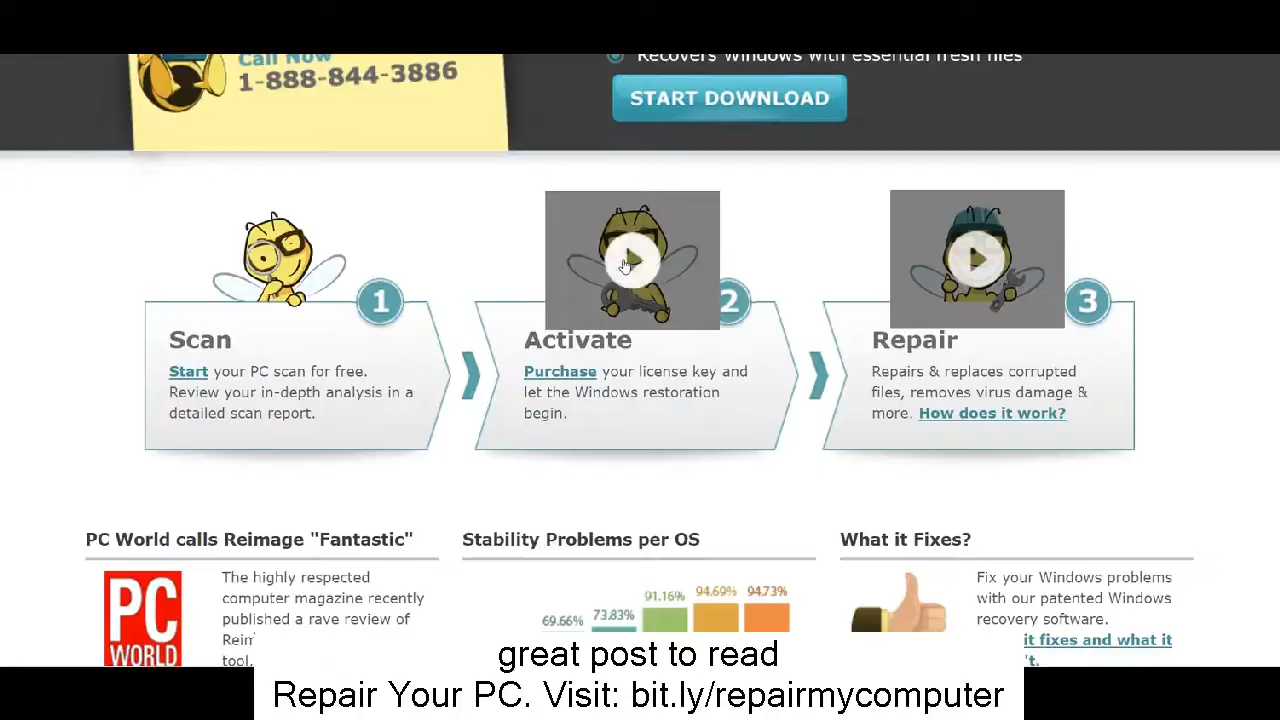 Call Now
1-888-844-3886
Recovers Windows with essential fresh files
START DOWNLOAD
1
2
3
Scan
Start your PC scan for free.
Review your in-depth analysis in a
detailed scan report.
Activate
Purchase your license key and
let the Windows restoration
begin.
Repair
Repairs & replaces corrupted
files, removes virus damage &
more. How does it work?
PC World calls Reimage "Fantastic"
PC
WORLD
The highly respected
computer magazine recently
published a rave review of
tool,
Stability Problems per OS
69.66%
73.83%
91.16%
94.69%
94.73%
What it Fixes?
Fix your Windows problems
with our patented Windows
recovery software.
it fixes and what it
great post to read
Repair Your PC. Visit: bit.ly/repairmycomputer